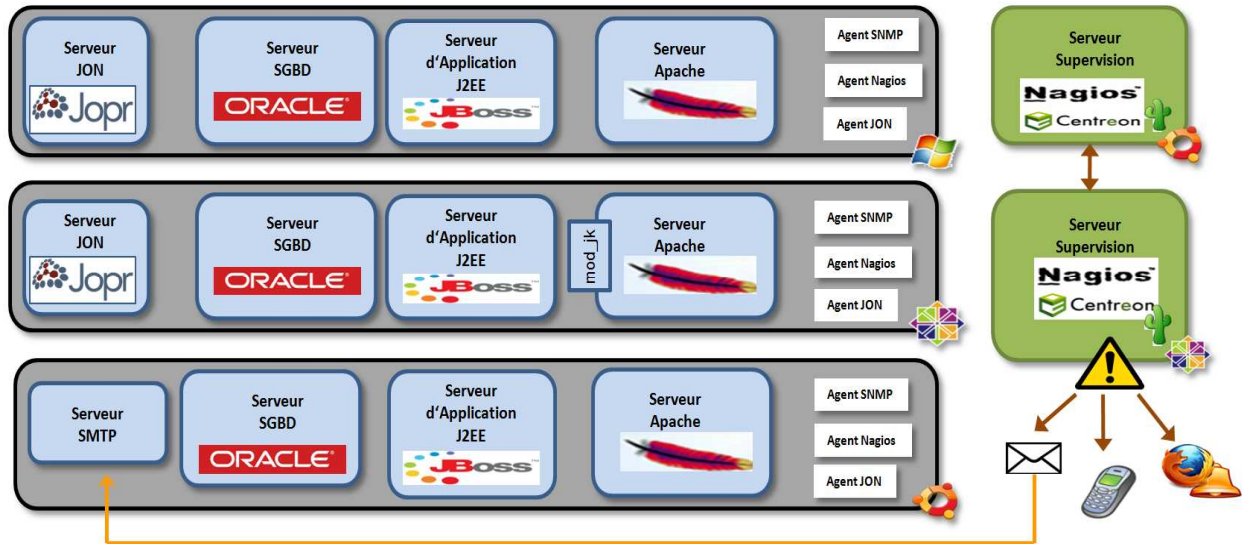 Serveur
JON
Jopr
Serveur
SGBD
ORACLE
Serveur
d'Application
J2EE
JBoss™
Serveur
Apache
Agent SNMP
Agent Nagios
Agent JON
Serveur
Supervision
Nagios™
Centreon
Serveur
JON
Jopr
Serveur
SGBD
ORACLE
Serveur
d'Application
J2EE
JBoss
mod_jk
Serveur
Apache
Agent SNMP
Agent Nagios
Agent JON
Serveur
Supervision
Nagios™
Centreon
Serveur
SMTP
Serveur
SGBD
ORACLE
Serveur
d'Application
J2EE
JBoss
Serveur
Apache
Agent SNMP
Agent Nagios
Agent JON